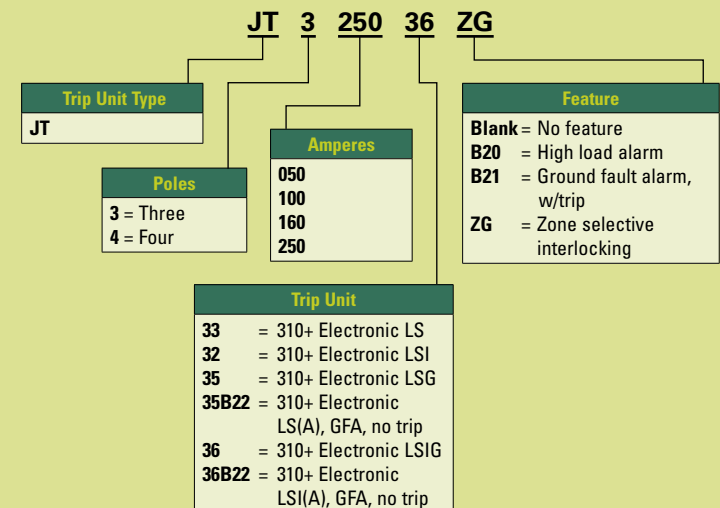 JT 3 250 36 ZG
Trip Unit Type
JT
Poles
3 = Three
4 = Four
Amperes
050
100
160
250
Trip Unit
33 = 310+ Electronic LS
32 = 310+ Electronic LSI
35 = 310+ Electronic LSG
35B22 = 310+ Electronic
LS(A), GFA, no trip
36 = 310+ Electronic LSIG
36B22 = 310+ Electronic
LSI(A), GFA, no trip
Feature
Blank = No feature
B20 = High load alarm
B21 = Ground fault alarm,
w/trip
ZG = Zone selective
interlocking